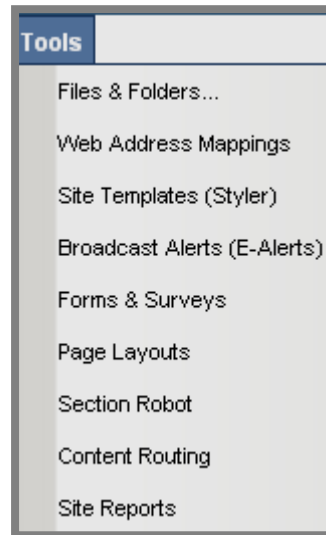 Tools
Files & Folders...
Web Address Mappings
Site Templates (Styler)
Broadcast Alerts (E-Alerts)
Forms & Surveys
Page Layouts
Section Robot
Content Routing
Site Reports